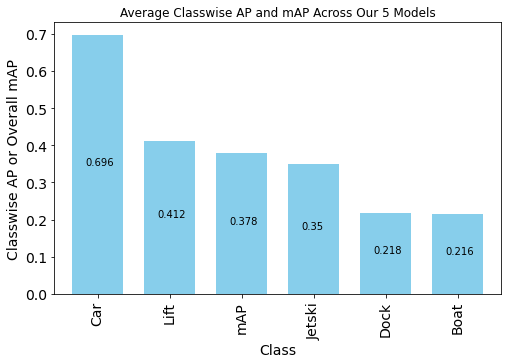 Average Classwise AP and mAP Across Our 5 Models
Classwise AP or Overall mAP
0.7
0.6
0.5
0.4
0.3
0.2
0.1
0.0
0.696
0.412
0.378
0.35
0.218
0.216
Car
Lift
mAP
Jetski
Dock
Boat
Class